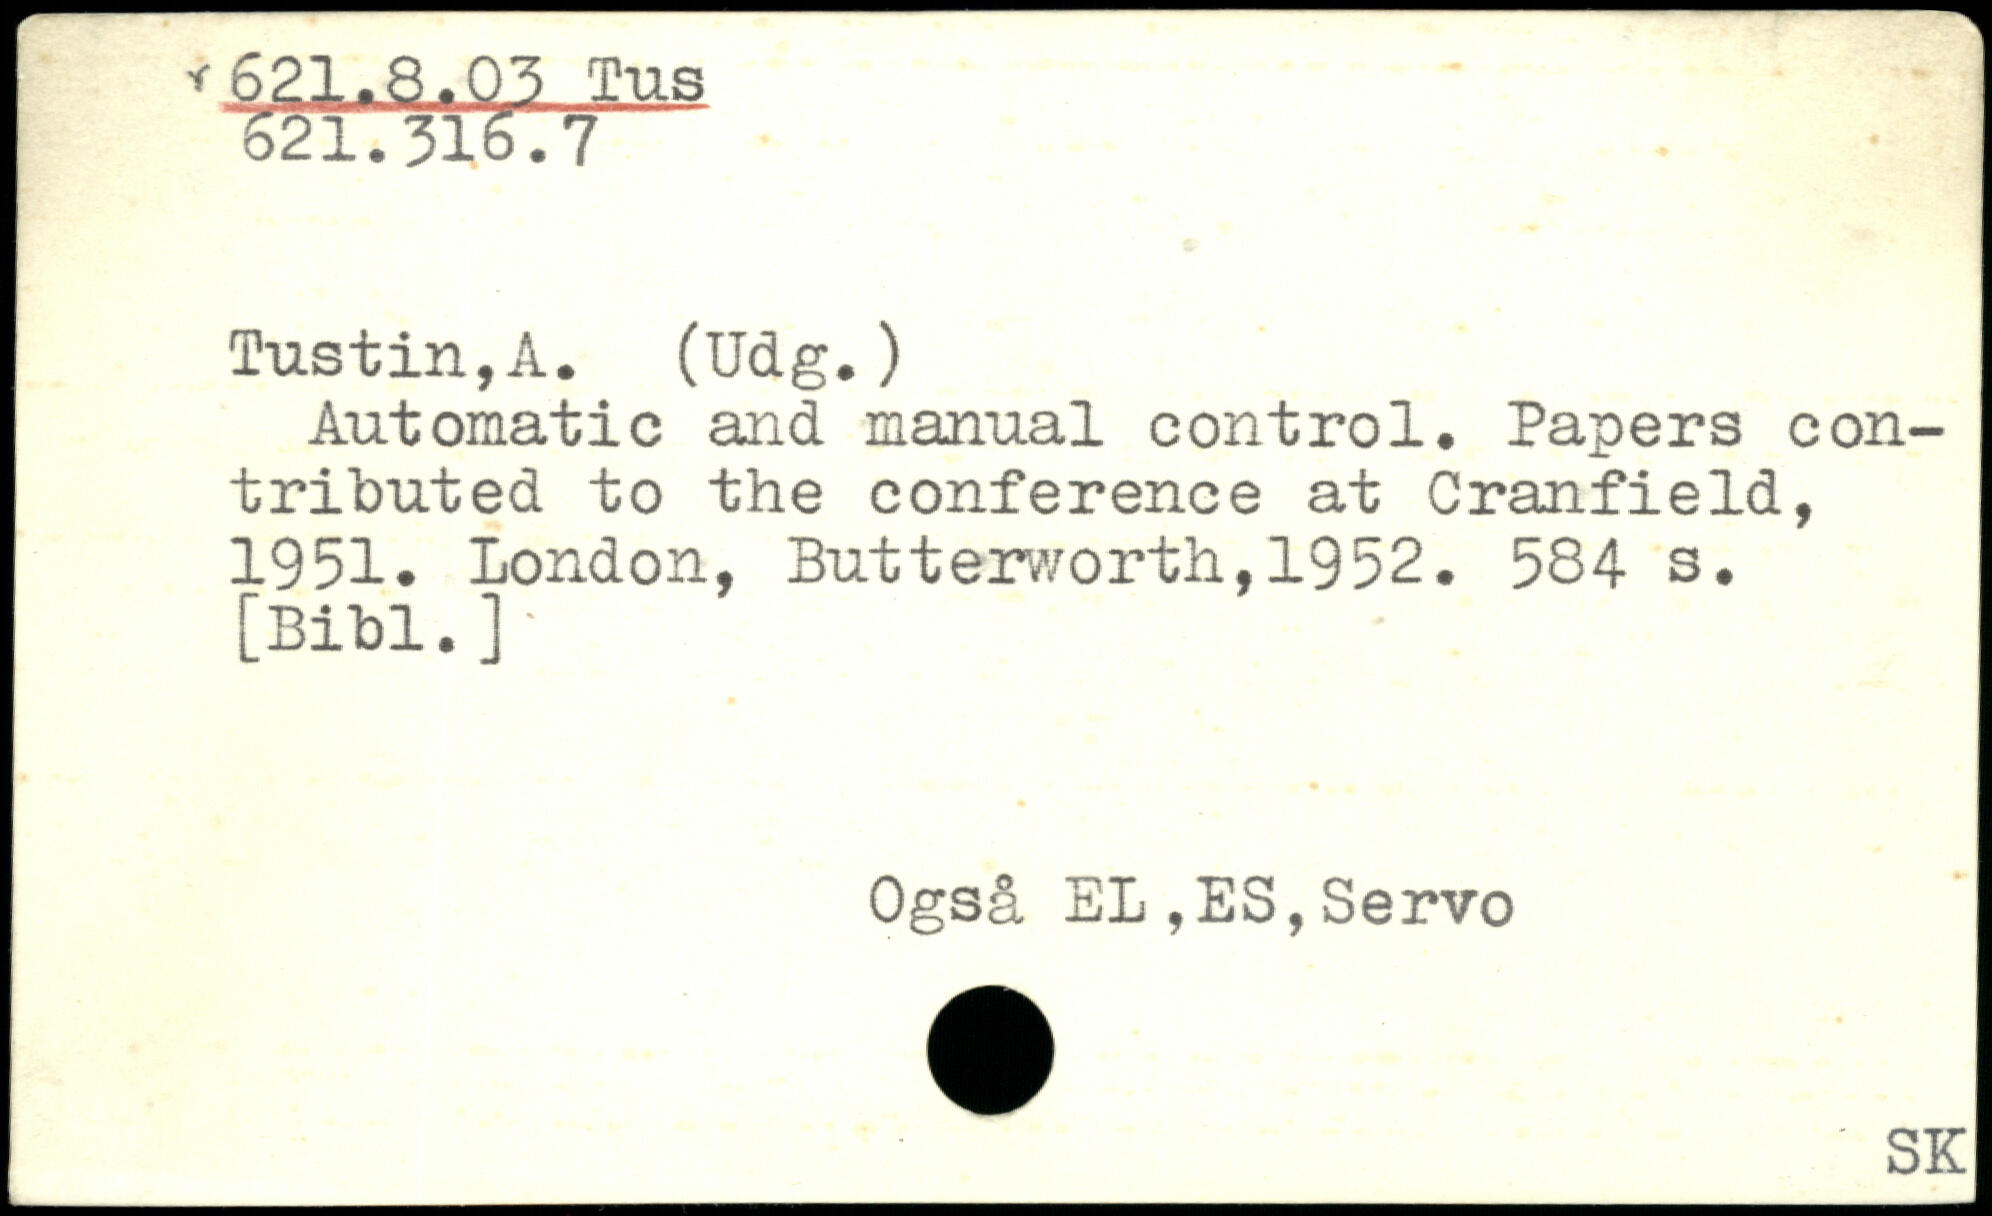 621.8.03 Tus
621.316.7
Tustin,A. (Udg.)
Automatic and manual control. Papers con-
tributed to the conference at Cranfield,
1951. London, Butterworth,1952. 584 s.
[Bibl.]
Også EL,ES,Servo
SK